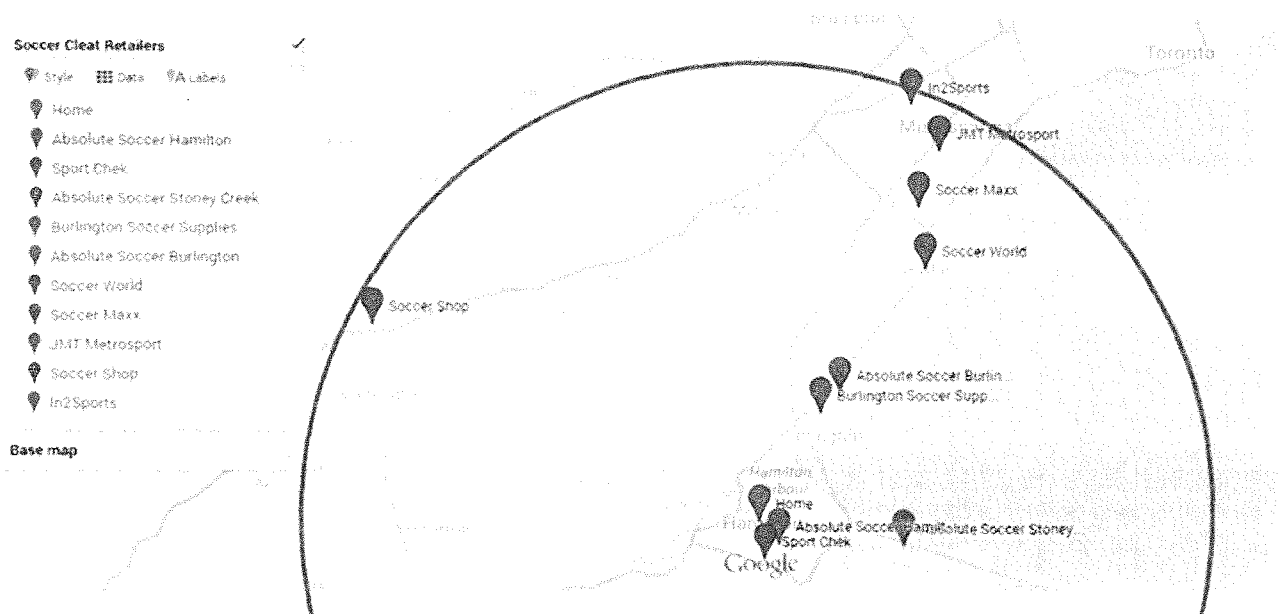 Soccer Cleat Retailers
Style Data Labels
Home
Absolute Soccer Hamilton
Sport Chek
Absolute Soccer Stoney Creek
Burlington Soccer Supplies
Absolute Soccer Burlington
Soccer World
Soccer Maxx
JMT Metrosport
Soccer Shop
In2Sports
Base map
Toronto
In2Sports
JMT Metrosport
Soccer Maxx
Soccer World
Soccer Shop
Absolute Soccer Burlin...
Burlington Soccer Supp...
Hamilton
Harbour
Home
Absolute Soccer Hamil
solute Soccer Stoney...
Sport Chek
Google